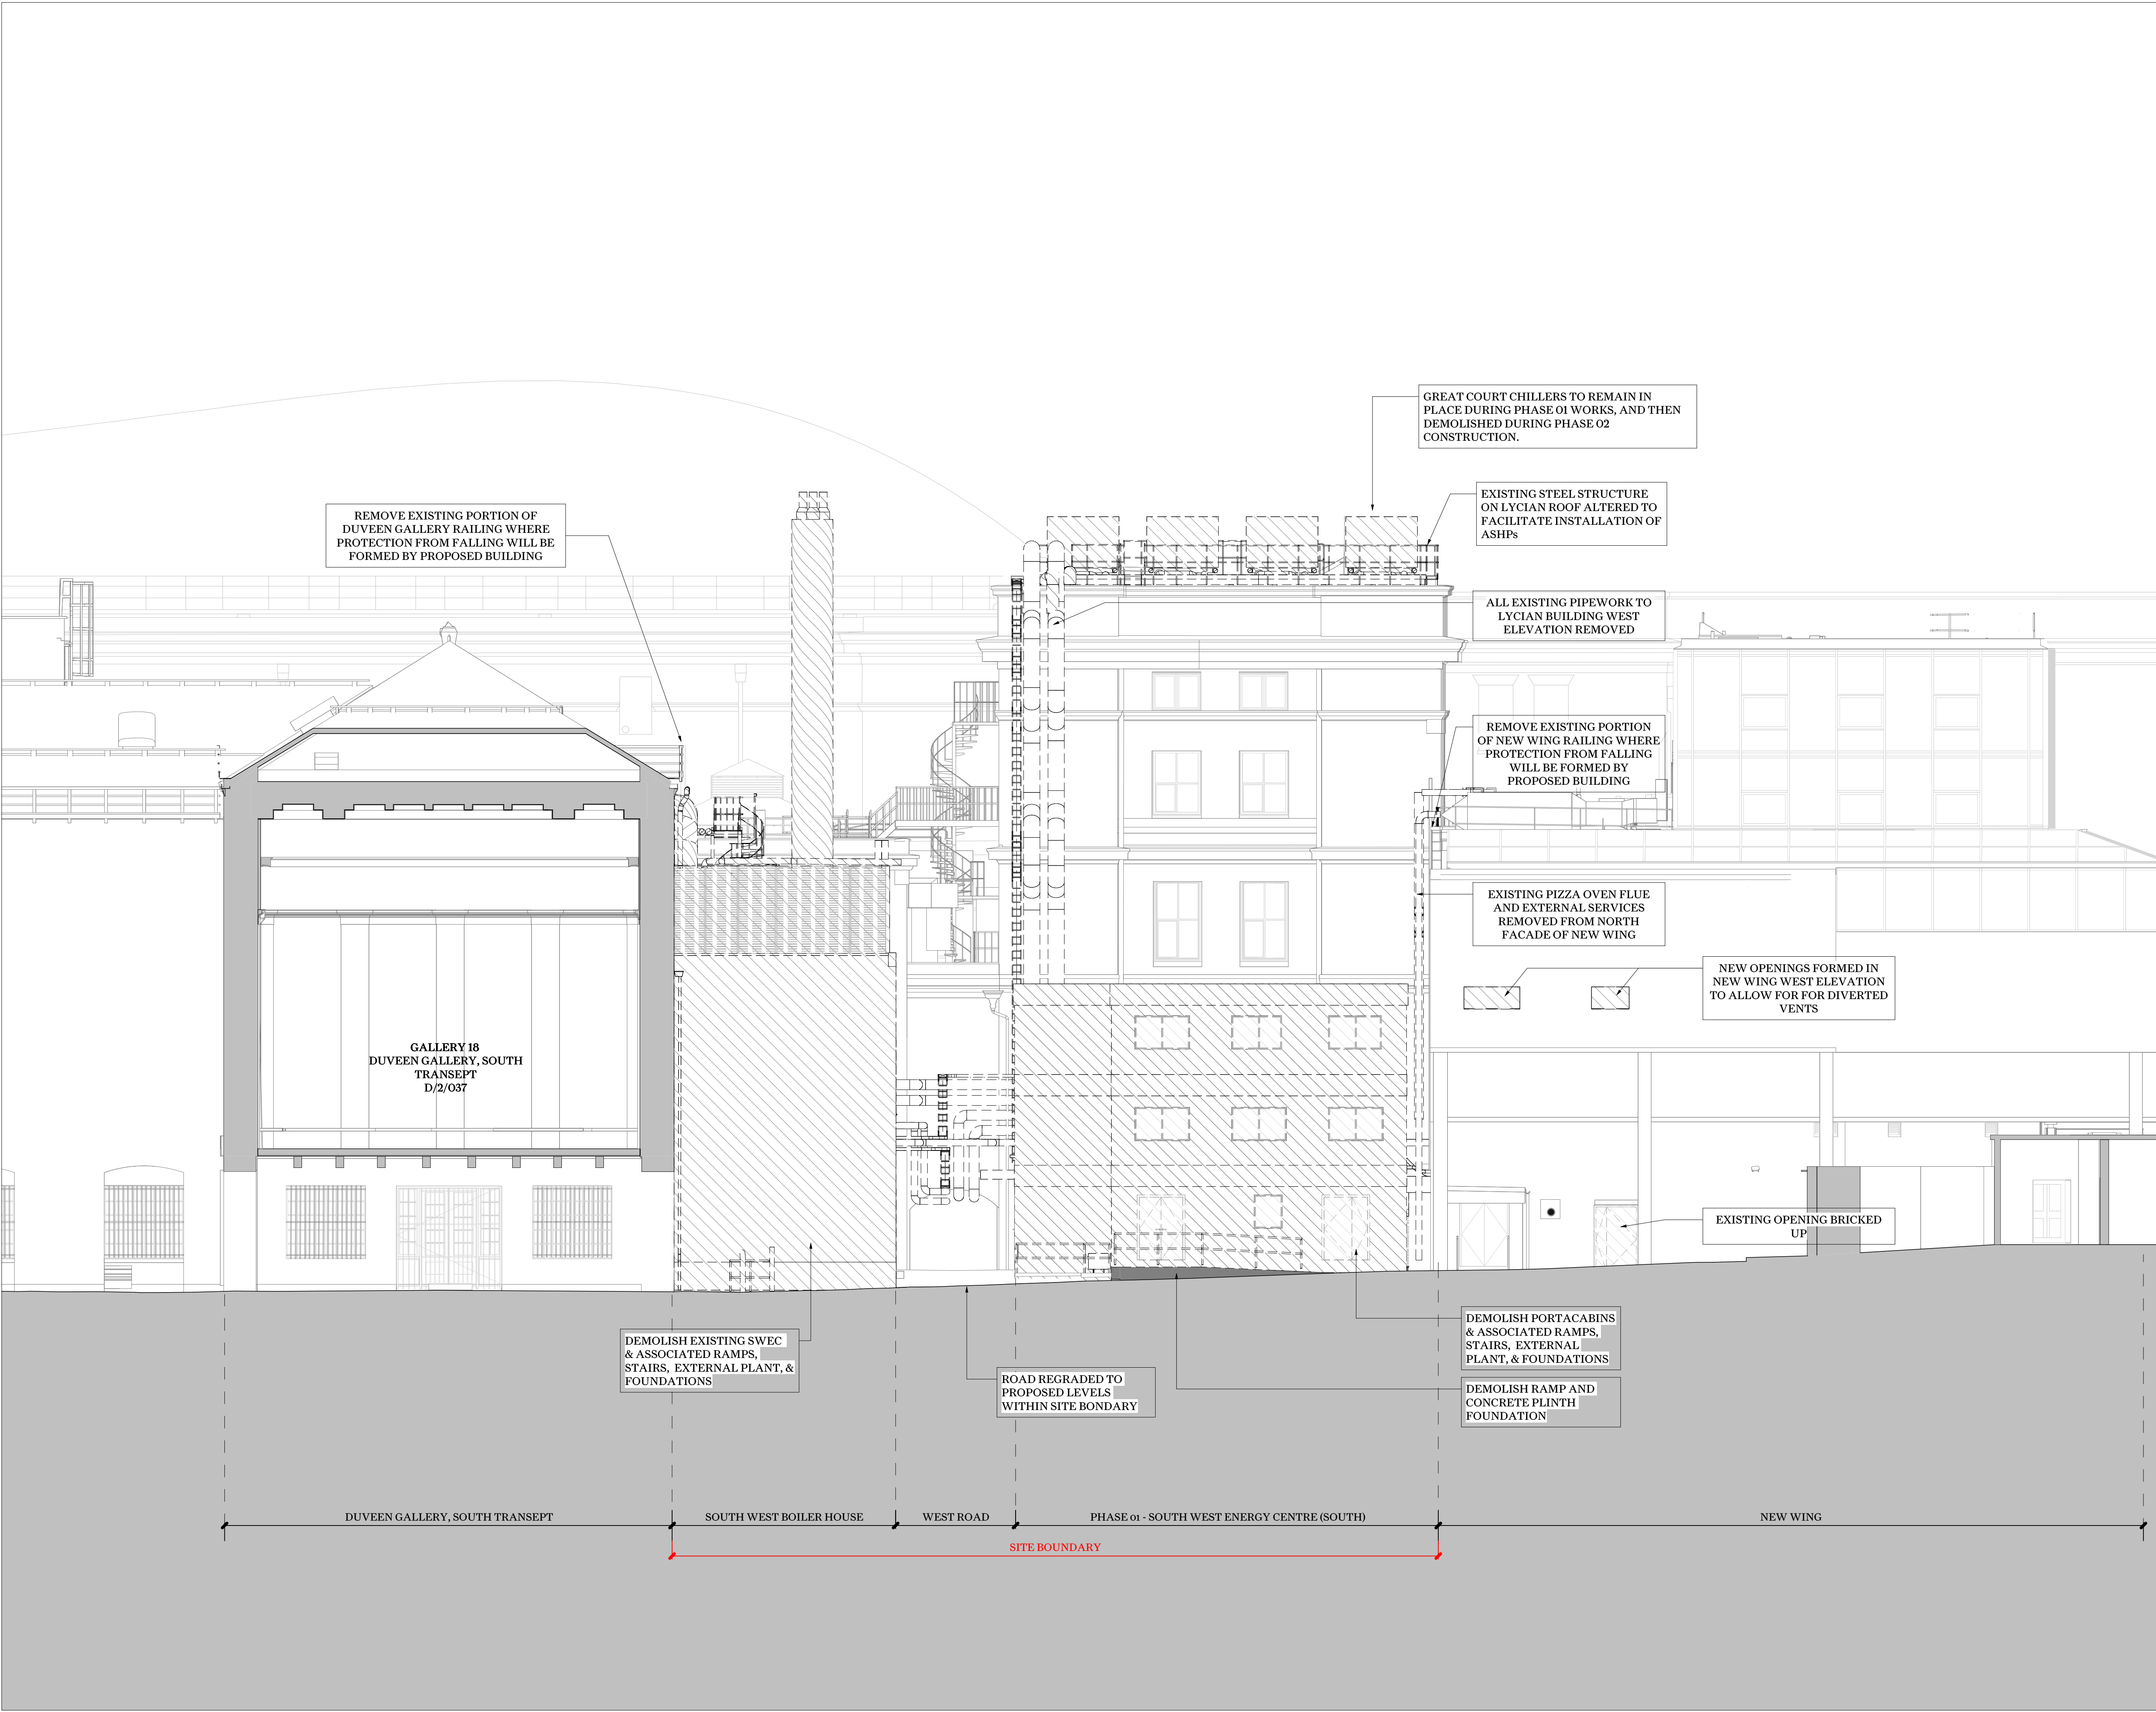 GREAT COURT CHILLERS TO REMAIN IN
PLACE DURING PHASE 01 WORKS, AND THEN
DEMOLISHED DURING PHASE 02
CONSTRUCTION.
EXISTING STEEL STRUCTURE
ON LYCIAN ROOF ALTERED TO
FACILITATE INSTALLATION OF
ASHPs
REMOVE EXISTING PORTION OF
DUVEEN GALLERY RAILING WHERE
PROTECTION FROM FALLING WILL BE
FORMED BY PROPOSED BUILDING
ALL EXISTING PIPEWORK TO
LYCIAN BUILDING WEST
ELEVATION REMOVED
REMOVE EXISTING PORTION
OF NEW WING RAILING WHERE
PROTECTION FROM FALLING
WILL BE FORMED BY
PROPOSED BUILDING
EXISTING PIZZA OVEN FLUE
AND EXTERNAL SERVICES
REMOVED FROM NORTH
FACADE OF NEW WING
NEW OPENINGS FORMED IN
NEW WING WEST ELEVATION
TO ALLOW FOR FOR DIVERTED
VENTS
GALLERY 18
DUVEEN GALLERY, SOUTH
TRANSEPT
D/2/037
EXISTING OPENING BRICKED
UP
DEMOLISH EXISTING SWEC
& ASSOCIATED RAMPS,
STAIRS, EXTERNAL PLANT, &
FOUNDATIONS
ROAD REGRADED TO
PROPOSED LEVELS
WITHIN SITE BONDARY
DEMOLISH PORTACABINS
& ASSOCIATED RAMPS,
STAIRS, EXTERNAL
PLANT, & FOUNDATIONS
DEMOLISH RAMP AND
CONCRETE PLINTH
FOUNDATION
DUVEEN GALLERY, SOUTH TRANSEPT
SOUTH WEST BOILER HOUSE
WEST ROAD
PHASE 01 - SOUTH WEST ENERGY CENTRE (SOUTH)
NEW WING
SITE BOUNDARY